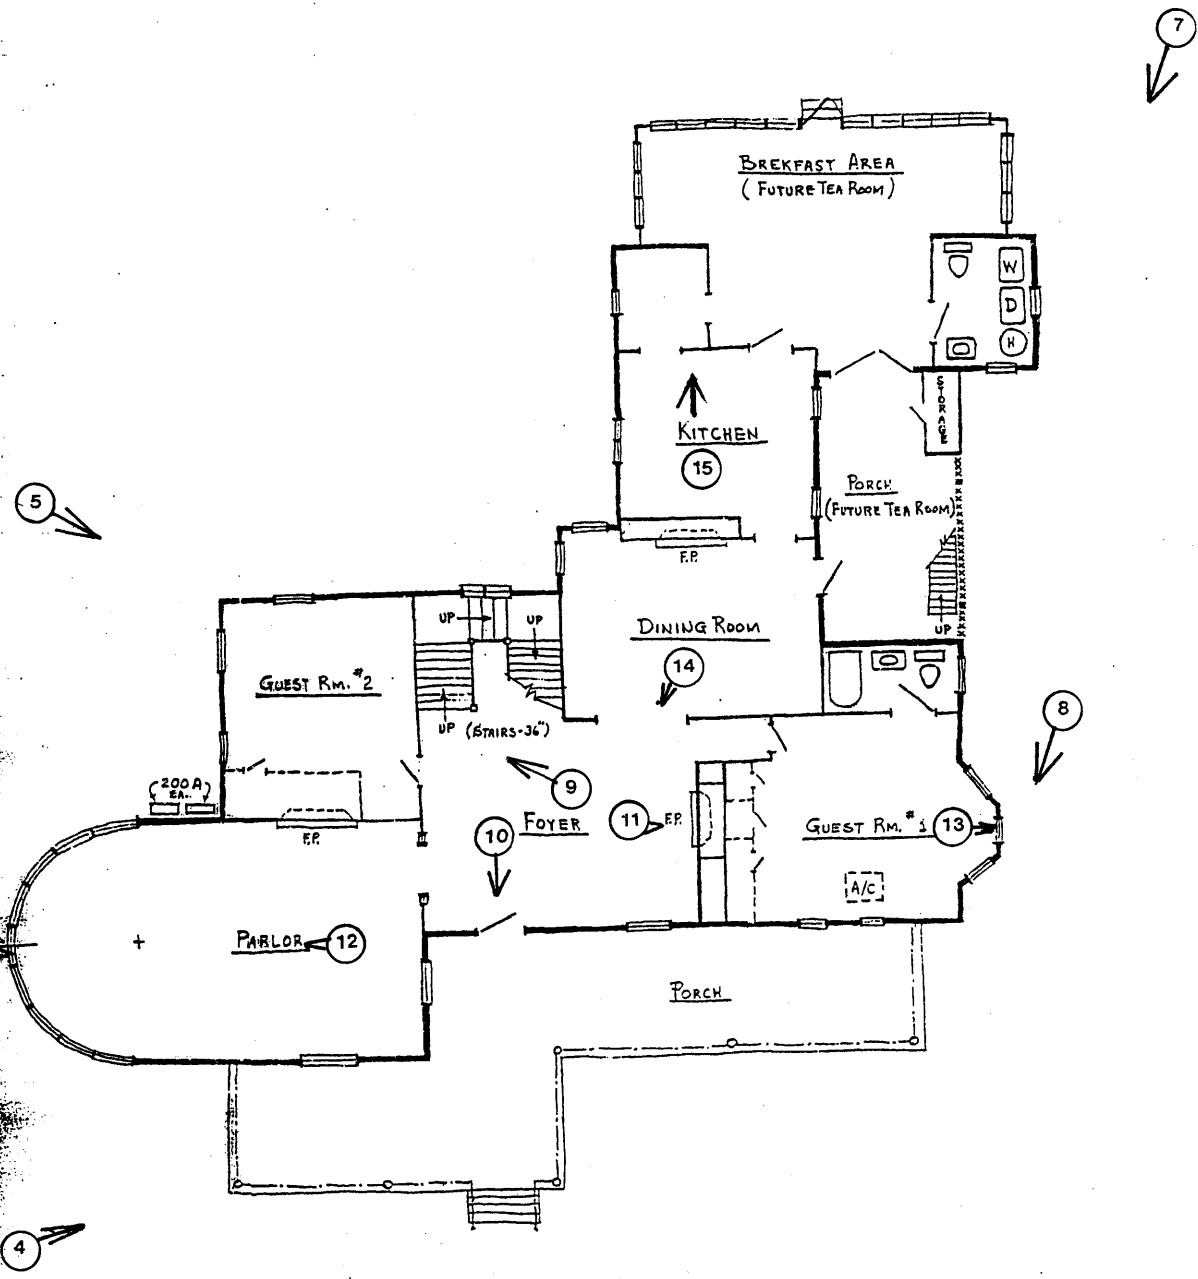 7
BREKFAST AREA
(FUTURE TEA ROOM)
W
D
H
STORAGE
KITCHEN
15
5
PORCH
(FUTURE TEA ROOM)
F.P.
UP
UP
DINING ROOM
UP
14
GUEST RM. #2
8
UP
(STAIRS-36")
200A
EA.
9
10
FOYER
11
F.P.
GUEST RM. #1
13
F.P.
A/C
PARLOR
12
PORCH
4